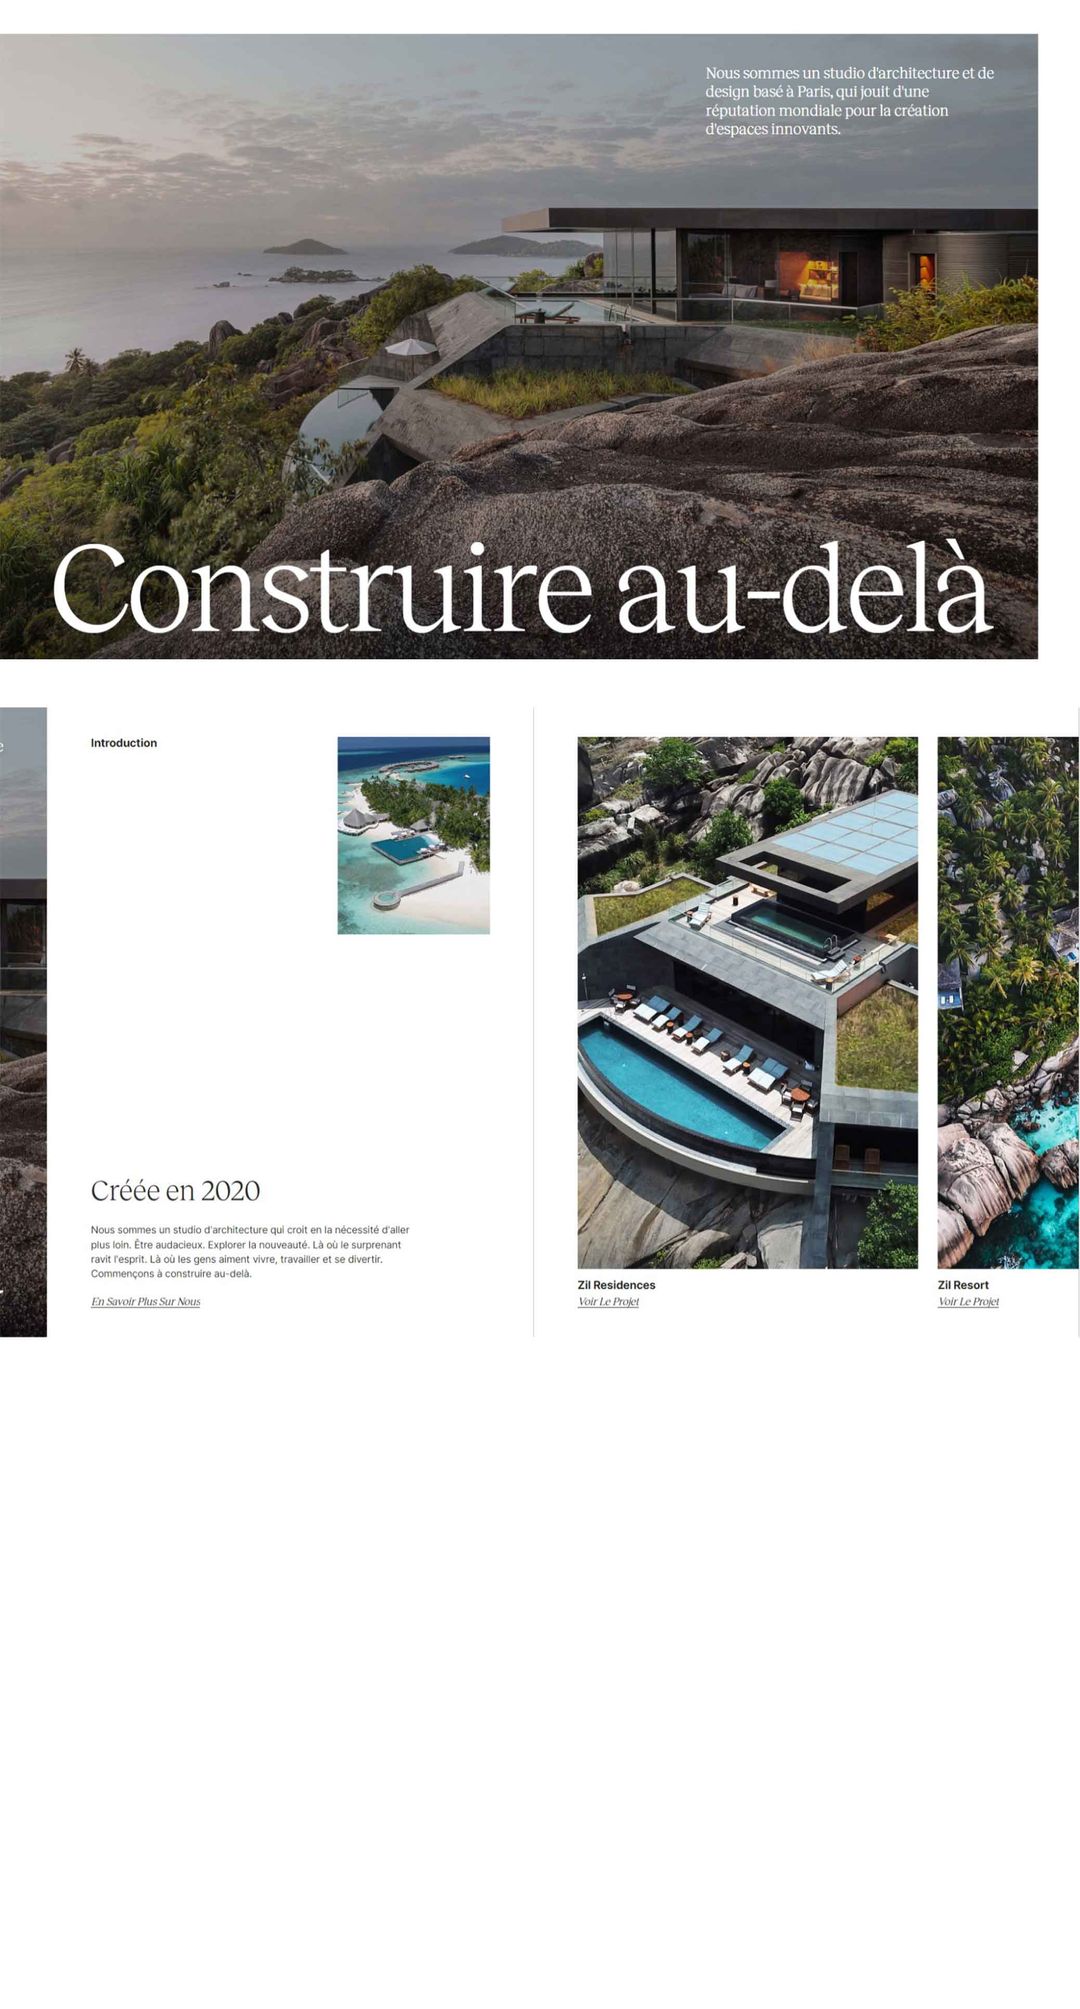 Nous sommes un studio d'architecture et de
design basé à Paris, qui jouit d'une
réputation mondiale pour la création
d'espaces innovants.
Construire au-delà
Introduction
Créée en 2020
Nous sommes un studio d'architecture qui croit en la nécessité d'aller
plus loin. Être audacieux. Explorer la nouveauté. Là où le surprenant
ravit l'esprit. Là où les gens aiment vivre, travailler et se divertir.
Commençons à construire au-delà.
En Savoir Plus Sur Nous
Zil Residences
Voir Le Projet
Zil Resort
Voir Le Projet